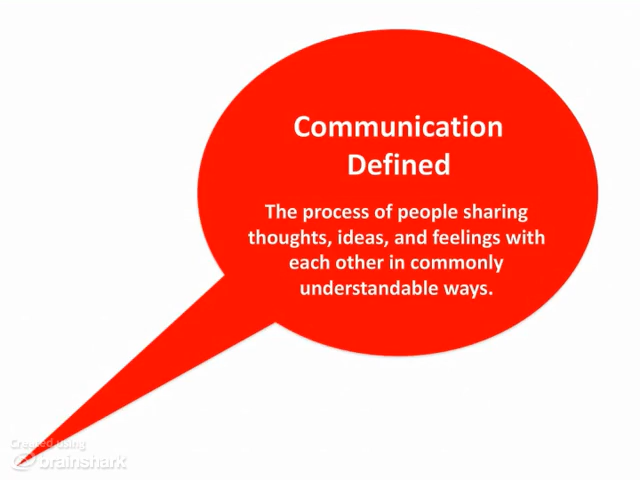 Communication
Defined
The process of people sharing
thoughts, ideas, and feelings with
each other in commonly
understandable ways.
Created using
brainshark